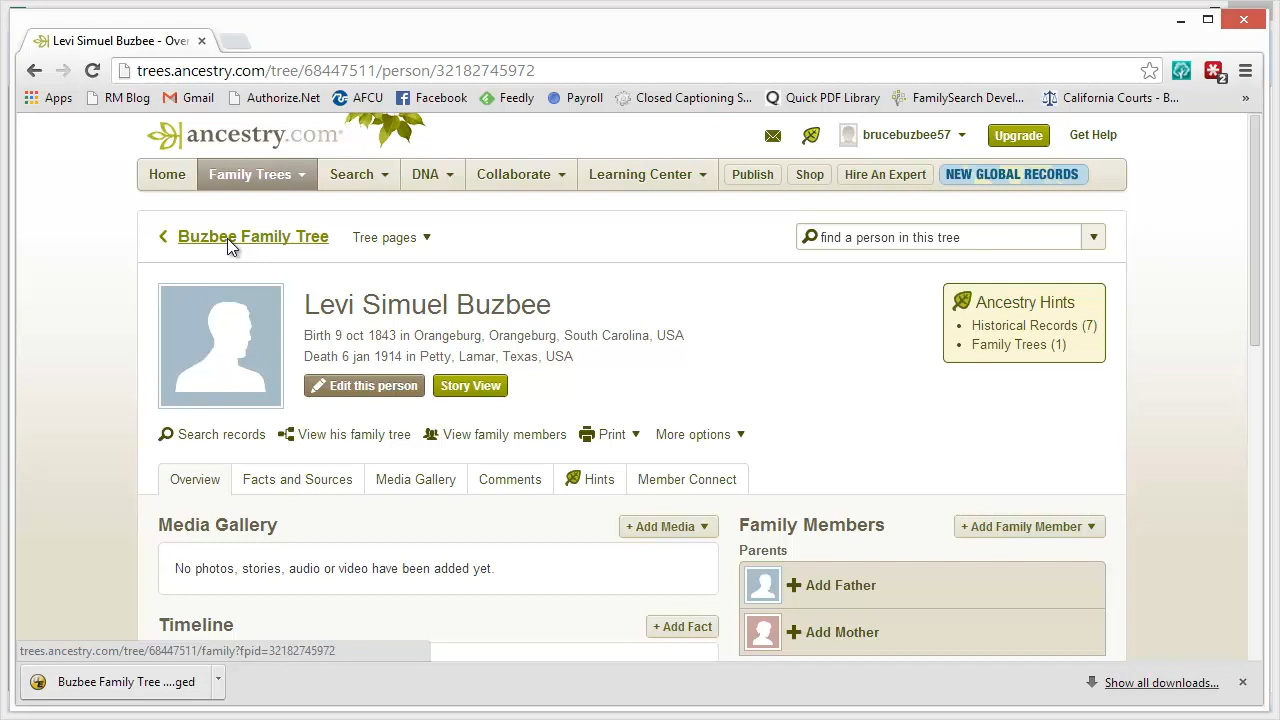 Levi Simuel Buzbee - Over
trees.ancestry.com/tree/68447511/person/32182745972
2
Apps RM Blog Gmail Authorize.Net AFCU Facebook Feedly Payroll Closed Captioning S... Quick PDF Library FamilySearch Devel... California Courts - B... »
ancestry.com brucebuzbee57 Upgrade Get Help
Home Family Trees Search DNA Collaborate Learning Center Publish Shop Hire An Expert NEW GLOBAL RECORDS
Buzbee Family Tree Tree pages find a person in this tree
Levi Simuel Buzbee
Birth 9 oct 1843 in Orangeburg, Orangeburg, South Carolina, USA
Death 6 jan 1914 in Petty, Lamar, Texas, USA
Edit this person Story View
Ancestry Hints
• Historical Records (7)
• Family Trees (1)
Search records View his family tree View family members Print More options
Overview Facts and Sources Media Gallery Comments Hints Member Connect
Media Gallery + Add Media
No photos, stories, audio or video have been added yet.
Timeline + Add Fact
Family Members + Add Family Member
Parents
Add Father
Add Mother
trees.ancestry.com/tree/68447511/family?fpid=32182745972
Buzbee Family Tree ....ged Show all downloads...